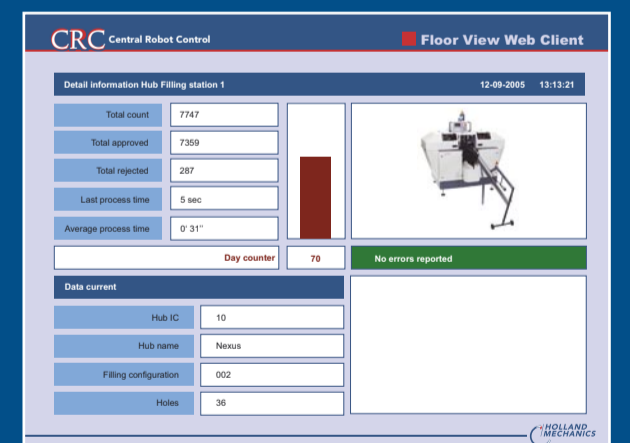 CRC Central Robot Control
Floor View Web Client
Detail information Hub Filling station 1 12-09-2005 13:13:21
Total count 7747
Total approved 7359
Total rejected 287
Last process time 5 sec
Average process time 0' 31"
Day counter 70
No errors reported
Data current
Hub IC 10
Hub name Nexus
Filling configuration 002
Holes 36
HOLLAND
MECHANICS